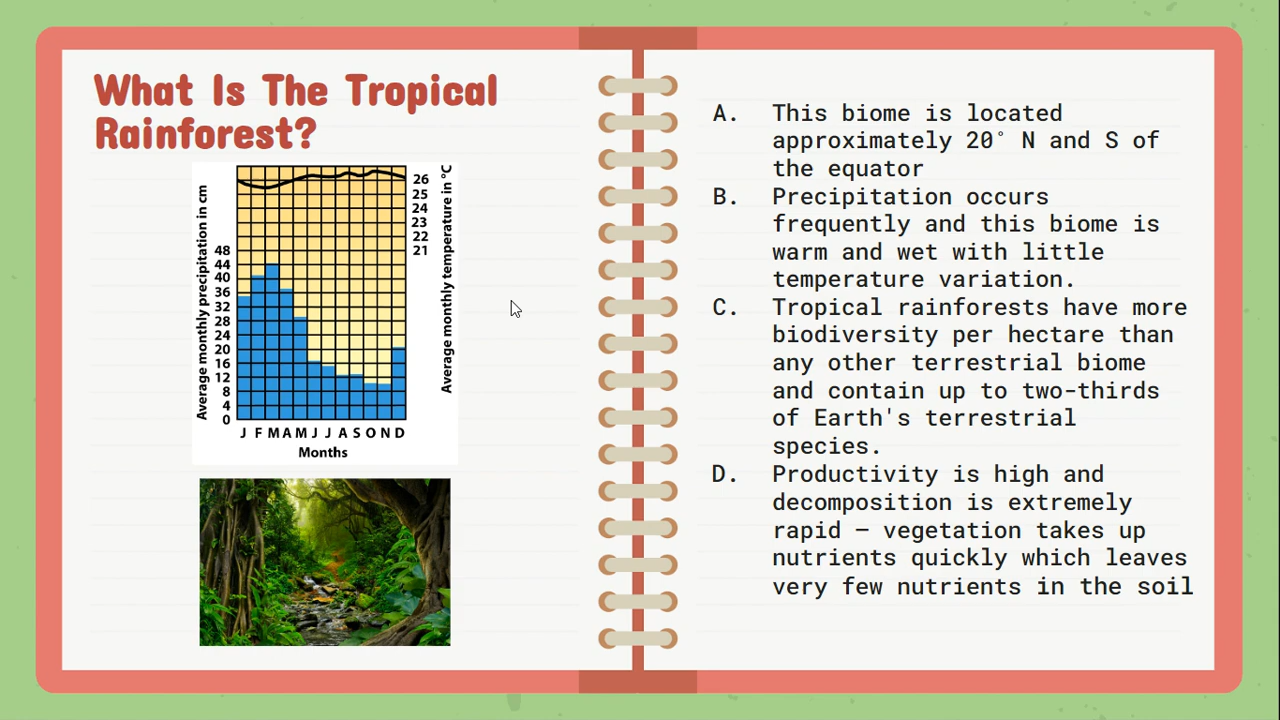 What Is The Tropical
Rainforest?
Average monthly precipitation in cm
48
44
40
36
32
28
24
20
16
12
8
4
0
26
25
24
23
22
21
Average monthly temperature in °C
J F M A M J J A S O N D
Months
A. This biome is located
approximately 20° N and S of
the equator
B. Precipitation occurs
frequently and this biome is
warm and wet with little
temperature variation.
C. Tropical rainforests have more
biodiversity per hectare than
any other terrestrial biome
and contain up to two-thirds
of Earth's terrestrial
species.
D. Productivity is high and
decomposition is extremely
rapid – vegetation takes up
nutrients quickly which leaves
very few nutrients in the soil